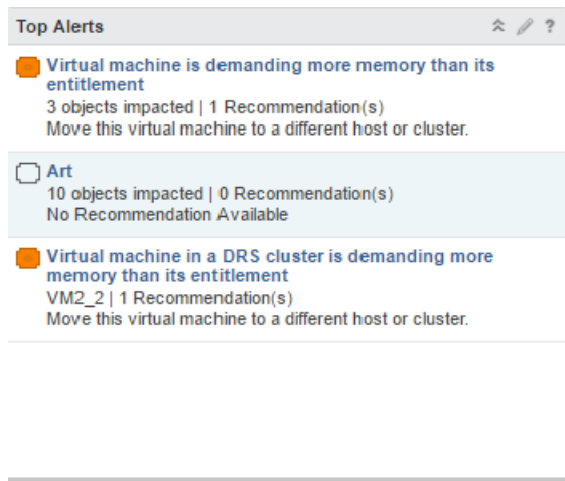 Top Alerts ?
Virtual machine is demanding more memory than its
entitlement
3 objects impacted | 1 Recommendation(s)
Move this virtual machine to a different host or cluster.
Art
10 objects impacted | 0 Recommendation(s)
No Recommendation Available
Virtual machine in a DRS cluster is demanding more
memory than its entitlement
VM2_2 | 1 Recommendation(s)
Move this virtual machine to a different host or cluster.